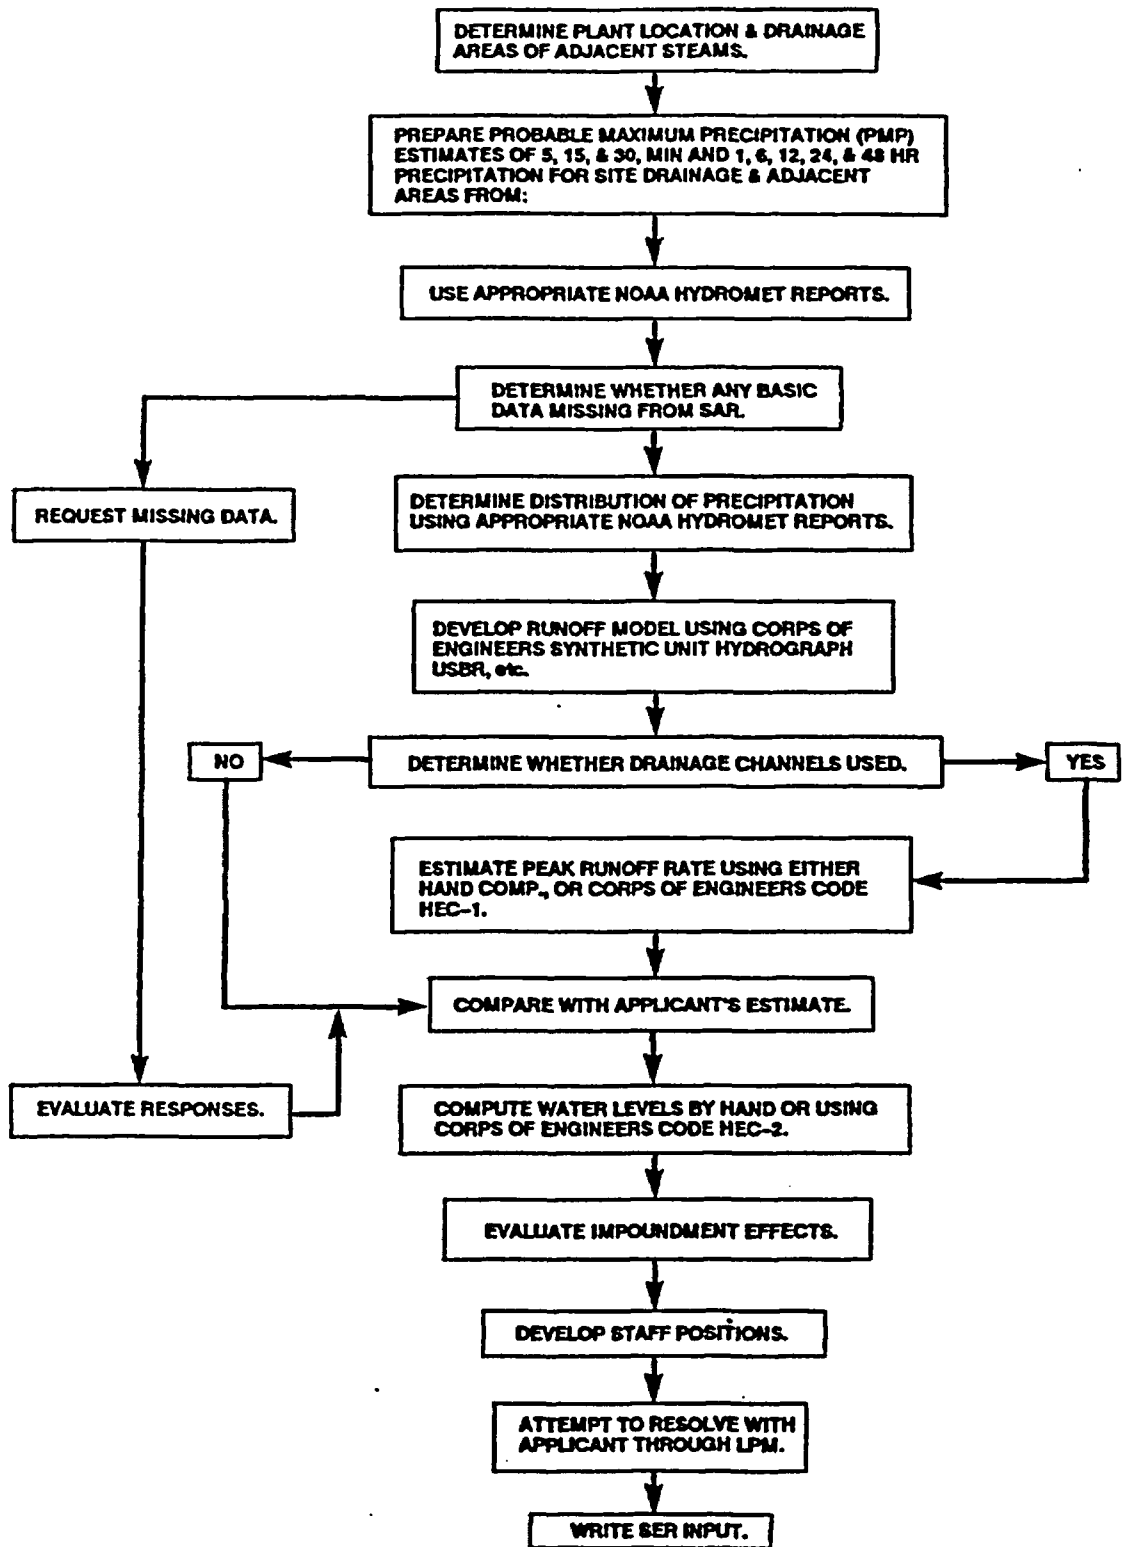 DETERMINE PLANT LOCATION & DRAINAGE
AREAS OF ADJACENT STEAMS.
PREPARE PROBABLE MAXIMUM PRECIPITATION (PMP)
ESTIMATES OF 5, 15, & 30, MIN AND 1, 6, 12, 24, & 48 HR
PRECIPITATION FOR SITE DRAINAGE & ADJACENT
AREAS FROM:
USE APPROPRIATE NOAA HYDROMET REPORTS.
DETERMINE WHETHER ANY BASIC
DATA MISSING FROM SAR.
REQUEST MISSING DATA.
DETERMINE DISTRIBUTION OF PRECIPITATION
USING APPROPRIATE NOAA HYDROMET REPORTS.
DEVELOP RUNOFF MODEL USING CORPS OF
ENGINEERS SYNTHETIC UNIT HYDROGRAPH
USBR, etc.
NO
DETERMINE WHETHER DRAINAGE CHANNELS USED.
YES
ESTIMATE PEAK RUNOFF RATE USING EITHER
HAND COMP., OR CORPS OF ENGINEERS CODE
HEC-1.
COMPARE WITH APPLICANT'S ESTIMATE.
EVALUATE RESPONSES.
COMPUTE WATER LEVELS BY HAND OR USING
CORPS OF ENGINEERS CODE HEC-2.
EVALUATE IMPOUNDMENT EFFECTS.
DEVELOP STAFF POSITIONS.
ATTEMPT TO RESOLVE WITH
APPLICANT THROUGH LPM.
WRITE SER INPUT.